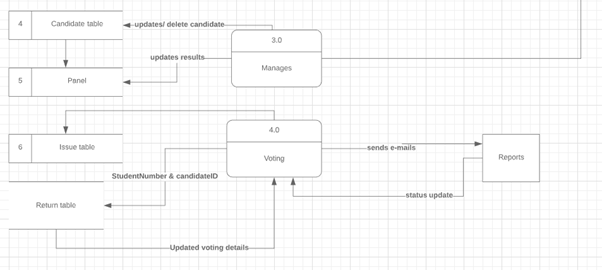 4 Candidate table
updates/ delete candidate
3.0
Manages
updates results
5 Panel
4.0
Voting
6 Issue table
sends e-mails
Reports
StudentNumber & candidateID
status update
Return table
Updated voting details